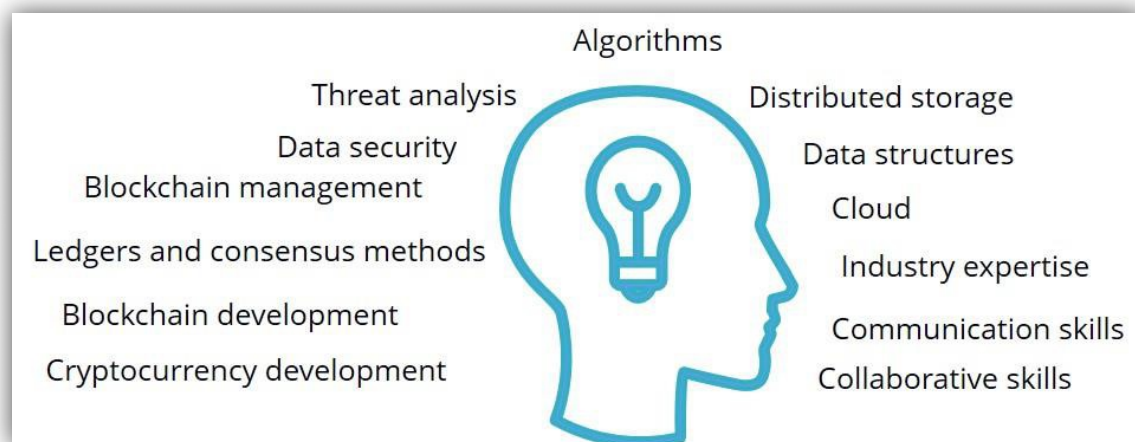 Algorithms
Threat analysis
Distributed storage
Data security
Data structures
Blockchain management
Cloud
Ledgers and consensus methods
Industry expertise
Blockchain development
Communication skills
Cryptocurrency development
Collaborative skills